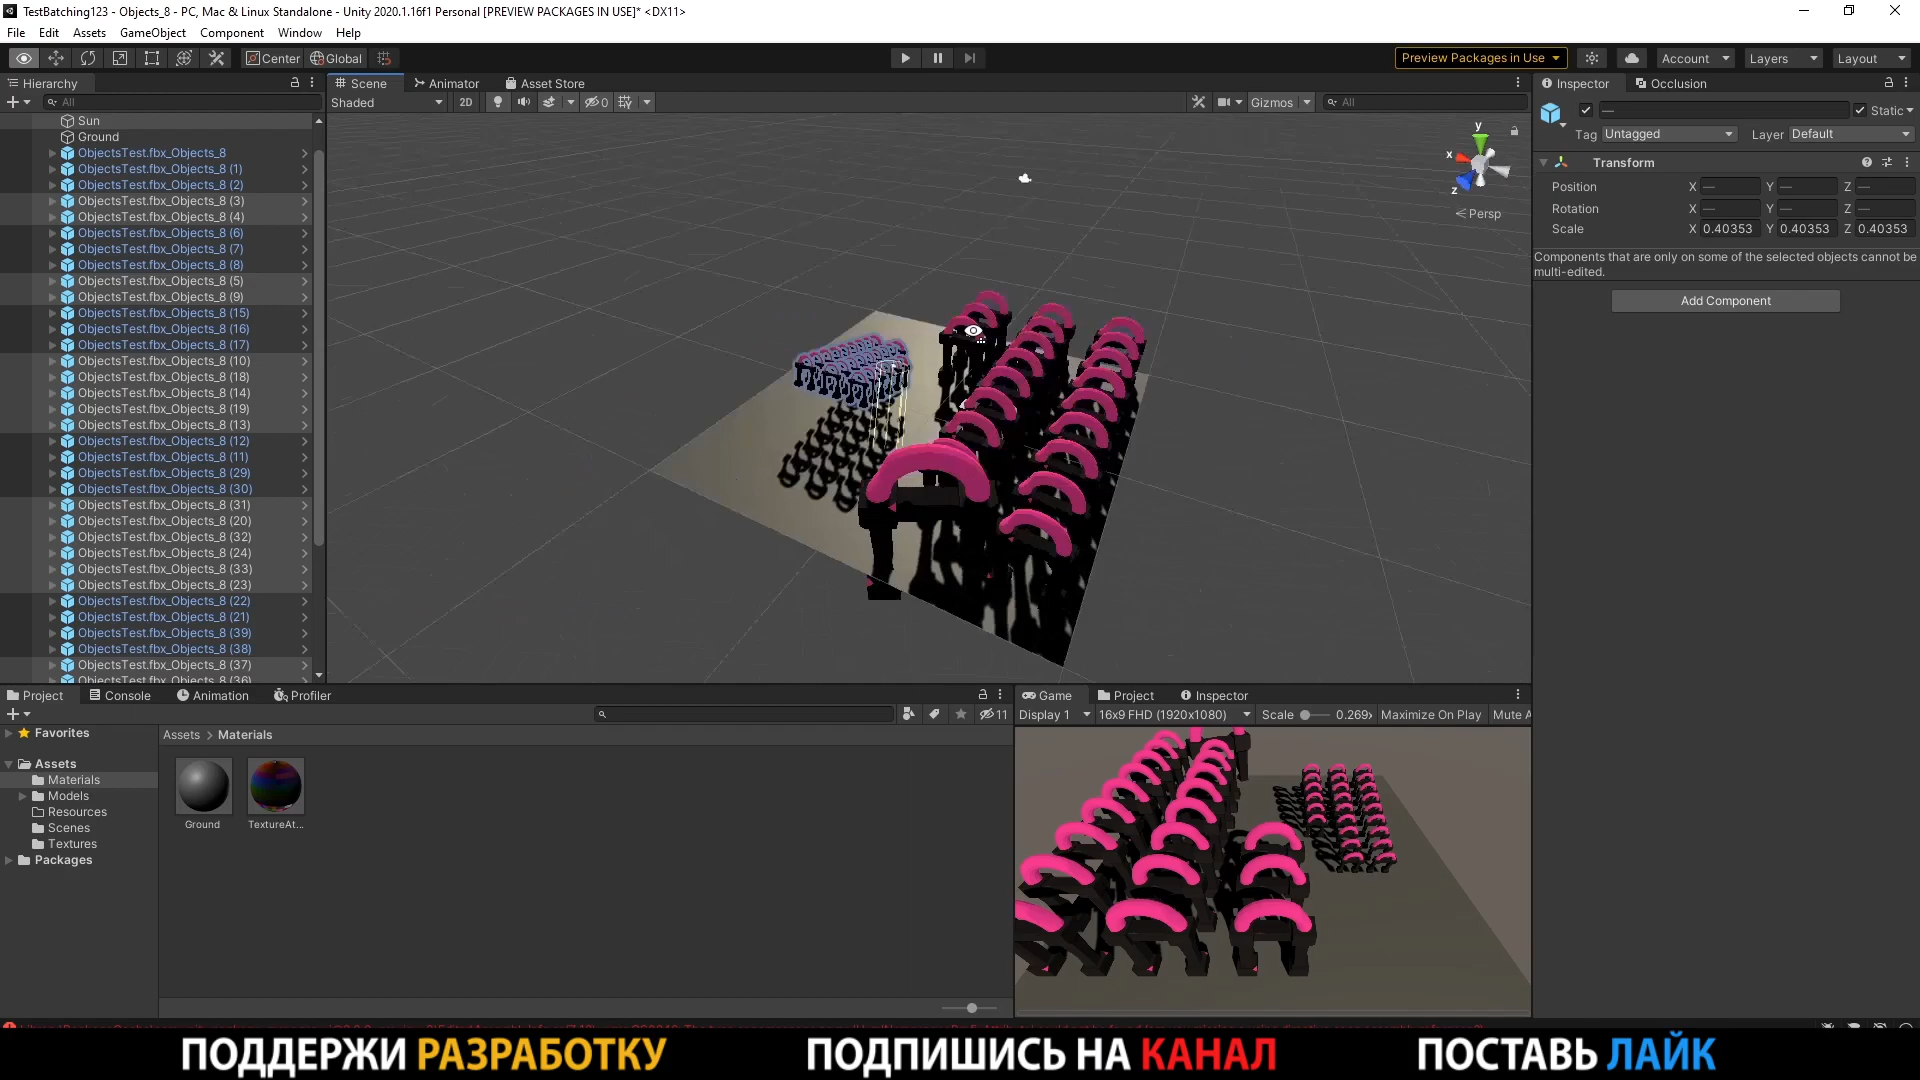 TestBatching123 - Objects_8 - PC, Mac & Linux Standalone - Unity 2020.1.16f1 Personal [PREVIEW PACKAGES IN USE]* <DX11>
File Edit Assets GameObject Component Window Help
Center Global
Preview Packages in Use Account Layers Layout
Hierarchy
All
Sun
Ground
ObjectsTest.fbx_Objects_8
ObjectsTest.fbx_Objects_8 (1)
ObjectsTest.fbx_Objects_8 (2)
ObjectsTest.fbx_Objects_8 (3)
ObjectsTest.fbx_Objects_8 (4)
ObjectsTest.fbx_Objects_8 (6)
ObjectsTest.fbx_Objects_8 (7)
ObjectsTest.fbx_Objects_8 (8)
ObjectsTest.fbx_Objects_8 (5)
ObjectsTest.fbx_Objects_8 (9)
ObjectsTest.fbx_Objects_8 (15)
ObjectsTest.fbx_Objects_8 (16)
ObjectsTest.fbx_Objects_8 (17)
ObjectsTest.fbx_Objects_8 (10)
ObjectsTest.fbx_Objects_8 (18)
ObjectsTest.fbx_Objects_8 (14)
ObjectsTest.fbx_Objects_8 (19)
ObjectsTest.fbx_Objects_8 (13)
ObjectsTest.fbx_Objects_8 (12)
ObjectsTest.fbx_Objects_8 (11)
ObjectsTest.fbx_Objects_8 (29)
ObjectsTest.fbx_Objects_8 (30)
ObjectsTest.fbx_Objects_8 (31)
ObjectsTest.fbx_Objects_8 (20)
ObjectsTest.fbx_Objects_8 (32)
ObjectsTest.fbx_Objects_8 (24)
ObjectsTest.fbx_Objects_8 (33)
ObjectsTest.fbx_Objects_8 (23)
ObjectsTest.fbx_Objects_8 (22)
ObjectsTest.fbx_Objects_8 (21)
ObjectsTest.fbx_Objects_8 (39)
ObjectsTest.fbx_Objects_8 (38)
ObjectsTest.fbx_Objects_8 (37)
ObjectsTest.fbx_Objects_8 (36)
Scene Animator Asset Store
Shaded 2D 0 Gizmos All
y
x
z
Persp
Inspector Occlusion
Static
Tag Untagged Layer Default
Transform
Position X — Y — Z —
Rotation X — Y — Z —
Scale X 0.40353 Y 0.40353 Z 0.40353
Components that are only on some of the selected objects cannot be
multi-edited.
Add Component
Project Console Animation Profiler
11
Favorites
Assets
Materials
Models
Resources
Scenes
Textures
Packages
Assets > Materials
Ground TextureAt...
Game Project Inspector
Display 1 16x9 FHD (1920x1080) Scale 0.269x Maximize On Play Mute A
ПОДДЕРЖИ РАЗРАБОТКУ ПОДПИШИСЬ НА КАНАЛ ПОСТАВЬ ЛАЙК